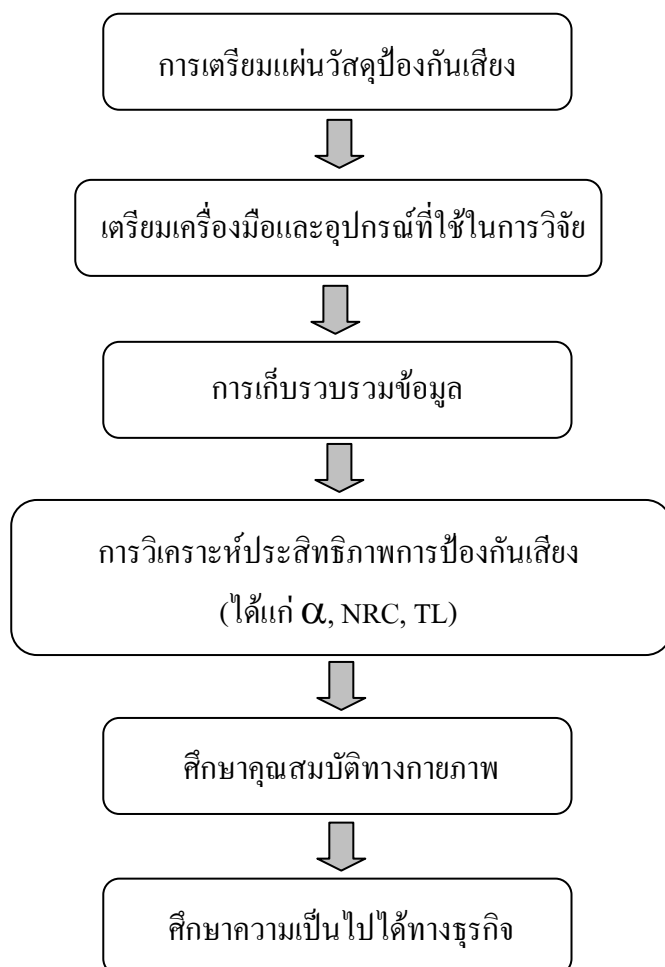 การเตรียมแผ่นวัสดุป้องกันเสียง
เตรียมเครื่องมือและอุปกรณ์ที่ใช้ในการวิจัย
การเก็บรวบรวมข้อมูล
การวิเคราะห์ประสิทธิภาพการป้องกันเสียง
(ได้แก่ α, NRC, TL)
ศึกษาคุณสมบัติทางกายภาพ
ศึกษาความเป็นไปได้ทางธุรกิจ